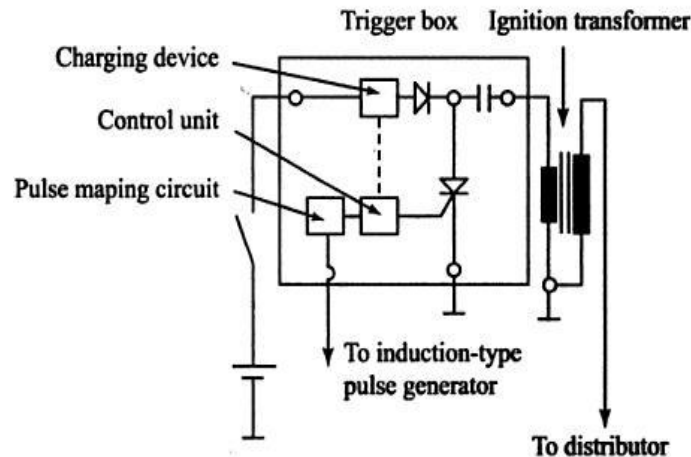 Trigger box
Ignition transformer
Charging device
Control unit
Pulse maping circuit
To induction-type
pulse generator
To distributor